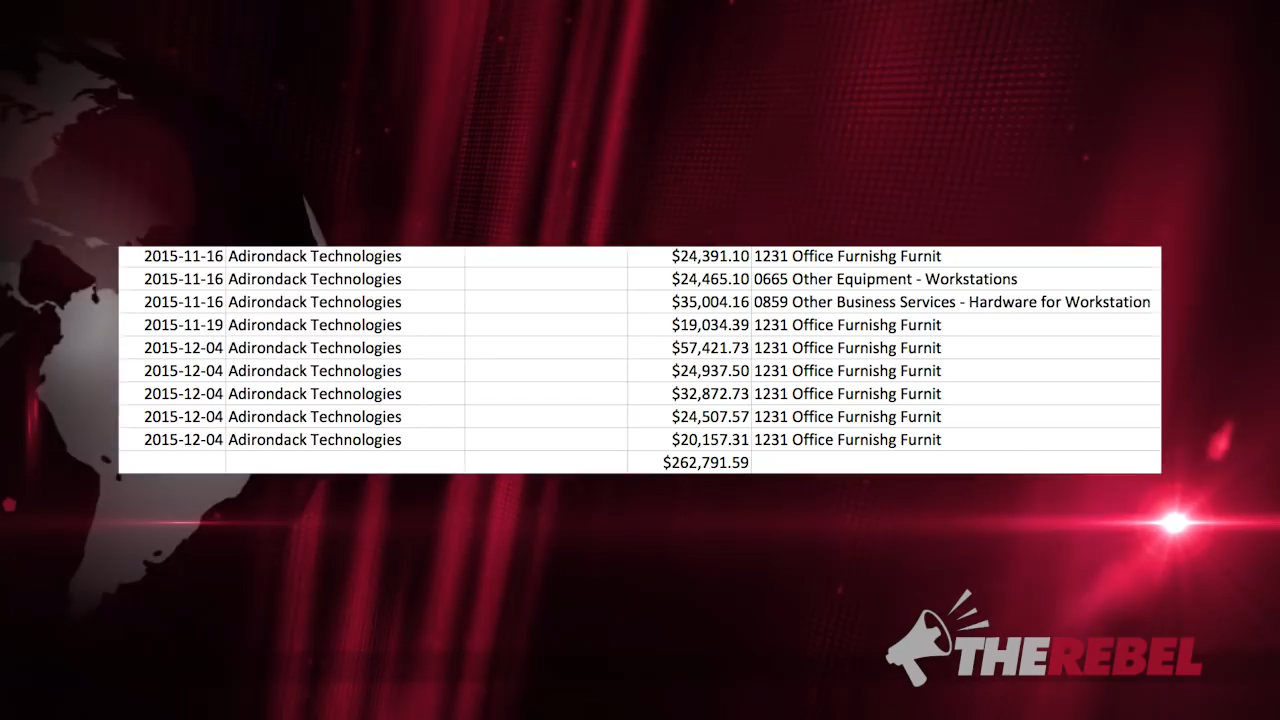 2015-11-16 Adirondack Technologies $24,391.10 1231 Office Furnishg Furnit
2015-11-16 Adirondack Technologies $24,465.10 0665 Other Equipment - Workstations
2015-11-16 Adirondack Technologies $35,004.16 0859 Other Business Services - Hardware for Workstation
2015-11-19 Adirondack Technologies $19,034.39 1231 Office Furnishg Furnit
2015-12-04 Adirondack Technologies $57,421.73 1231 Office Furnishg Furnit
2015-12-04 Adirondack Technologies $24,937.50 1231 Office Furnishg Furnit
2015-12-04 Adirondack Technologies $32,872.73 1231 Office Furnishg Furnit
2015-12-04 Adirondack Technologies $24,507.57 1231 Office Furnishg Furnit
2015-12-04 Adirondack Technologies $20,157.31 1231 Office Furnishg Furnit
$262,791.59
THEREBEL